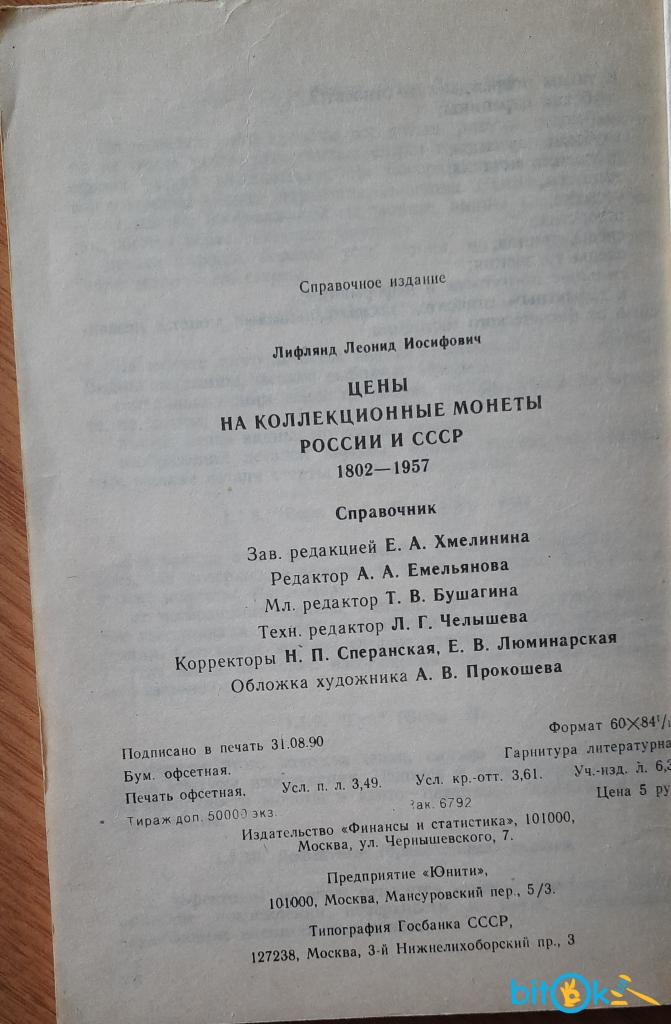 Справочное издание
Лифлянд Леонид Иосифович
ЦЕНЫ
НА КОЛЛЕКЦИОННЫЕ МОНЕТЫ
РОССИИ И СССР
1802—1957
Справочник
Зав. редакцией Е. А. Хмелинина
Редактор А. А. Емельянова
Мл. редактор Т. В. Бушагина
Техн. редактор Л. Г. Челышева
Корректоры Н. П. Сперанская, Е. В. Люминарская
Обложка художника А. В. Прокошева
Подписано в печать 31.08.90 Формат 60×84¹/
Бум. офсетная. Гарнитура литературна
Печать офсетная, Усл. п. л. 3,49. Усл. кр.-отт. 3,61. Уч.-изд. л. 6,3
Тираж доп. 50000 экз. Зак. 6792 Цена 5 ру
Издательство «Финансы и статистика», 101000,
Москва, ул. Чернышевского, 7.
Предприятие «Юнити»,
101000, Москва, Мансуровский пер., 5/3.
Типография Госбанка СССР,
127238, Москва, 3-й Нижнелихоборский пр., 3
bitOk